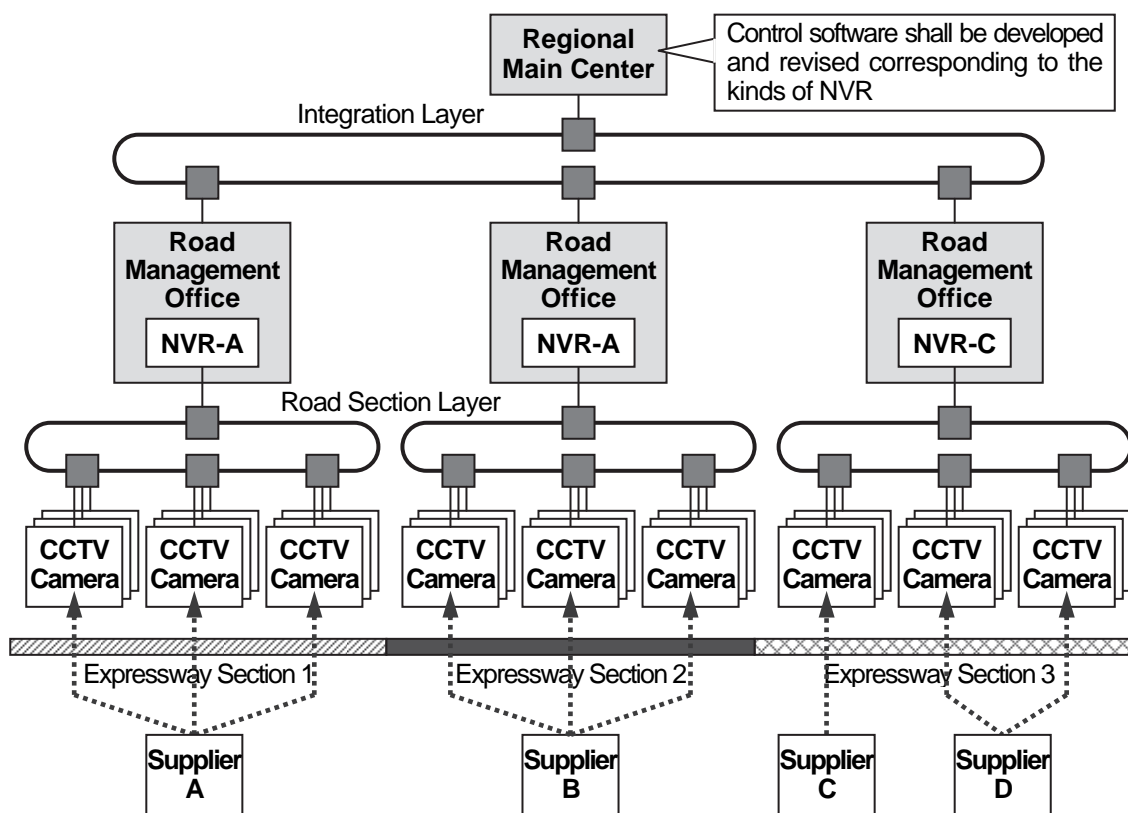 Regional
Main Center
Control software shall be developed
and revised corresponding to the
kinds of NVR
Integration Layer
Road
Management
Office
NVR-A
Road
Management
Office
NVR-A
Road
Management
Office
NVR-C
Road Section Layer
CCTV
Camera
CCTV
Camera
CCTV
Camera
CCTV
Camera
CCTV
Camera
CCTV
Camera
CCTV
Camera
CCTV
Camera
CCTV
Camera
Expressway Section 1
Expressway Section 2
Expressway Section 3
Supplier
A
Supplier
B
Supplier
C
Supplier
D